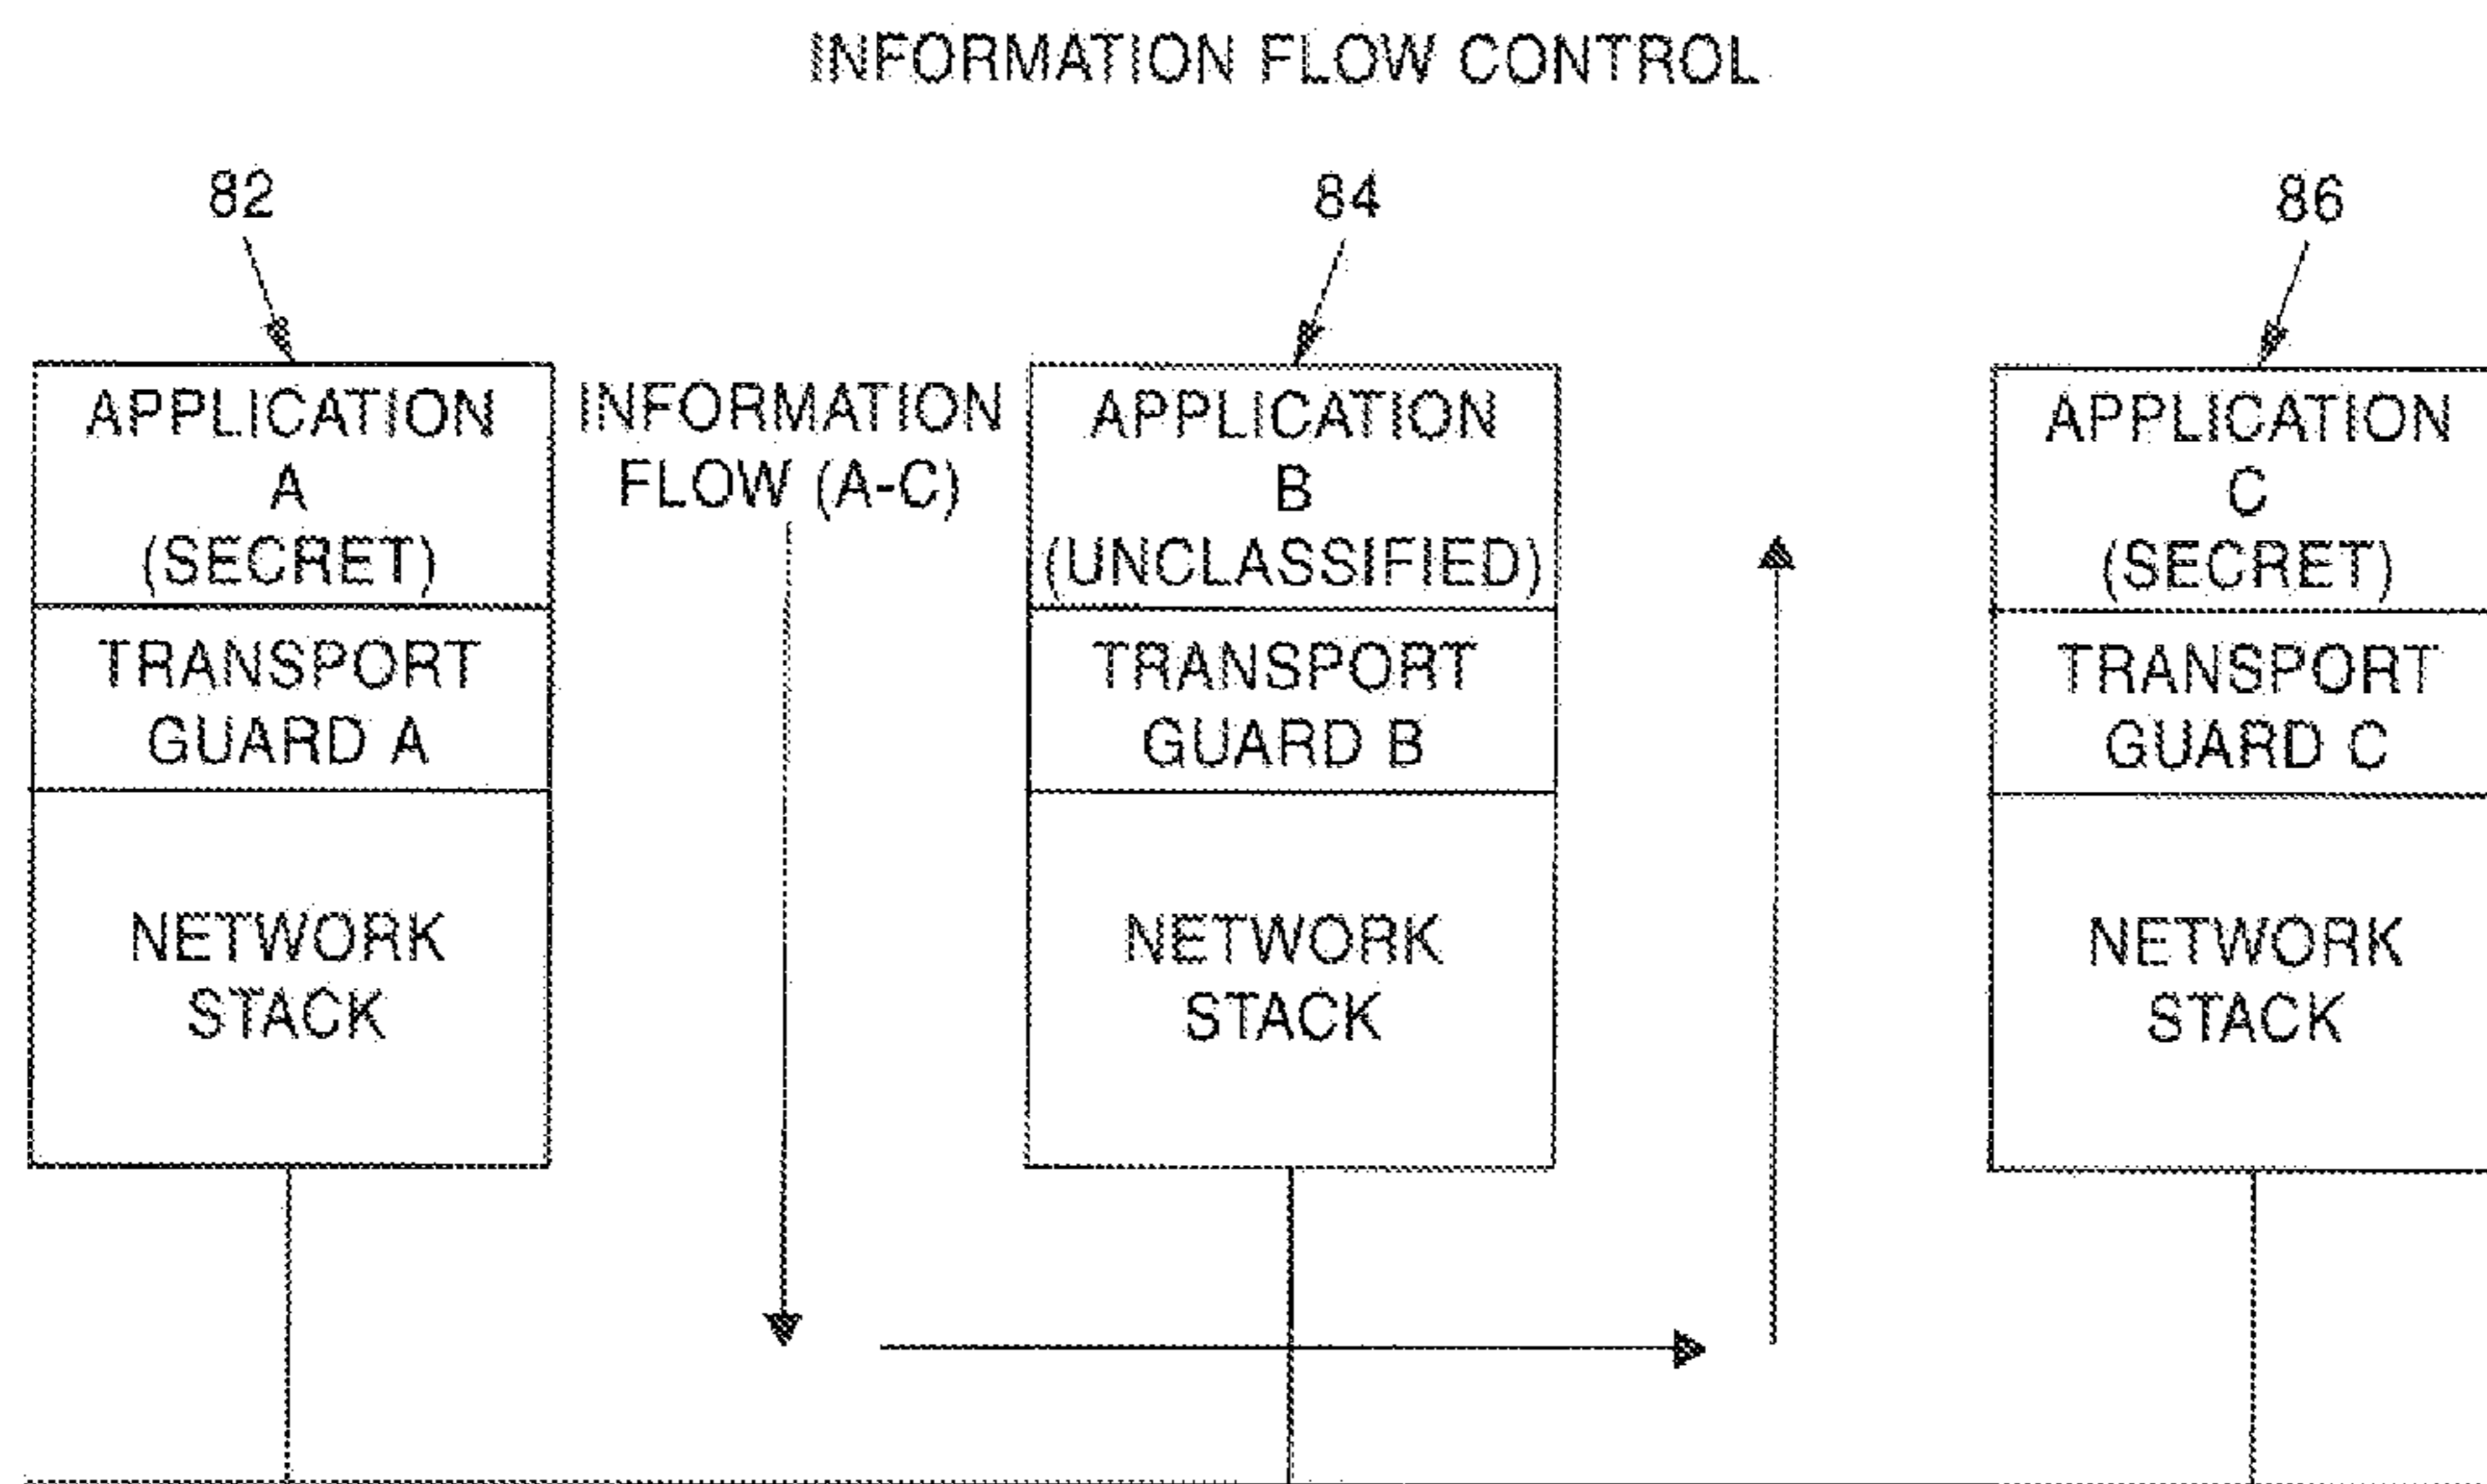 INFORMATION FLOW CONTROL
82
84
86
APPLICATION
A
(SECRET)
TRANSPORT
GUARD A
NETWORK
STACK
INFORMATION
FLOW (A-C)
APPLICATION
B
(UNCLASSIFIED)
TRANSPORT
GUARD B
NETWORK
STACK
APPLICATION
C
(SECRET)
TRANSPORT
GUARD C
NETWORK
STACK